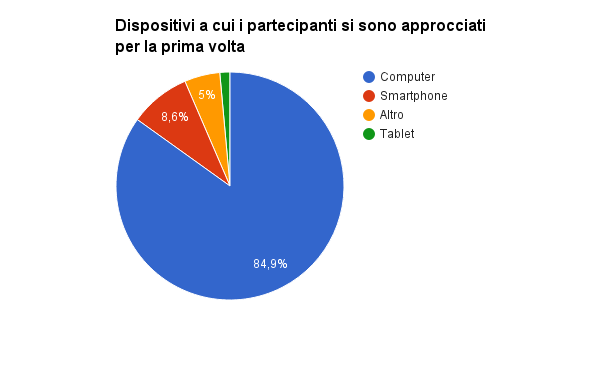 Dispositivi a cui i partecipanti si sono approcciati
per la prima volta
Computer
Smartphone
Altro
Tablet
5%
8,6%
84,9%